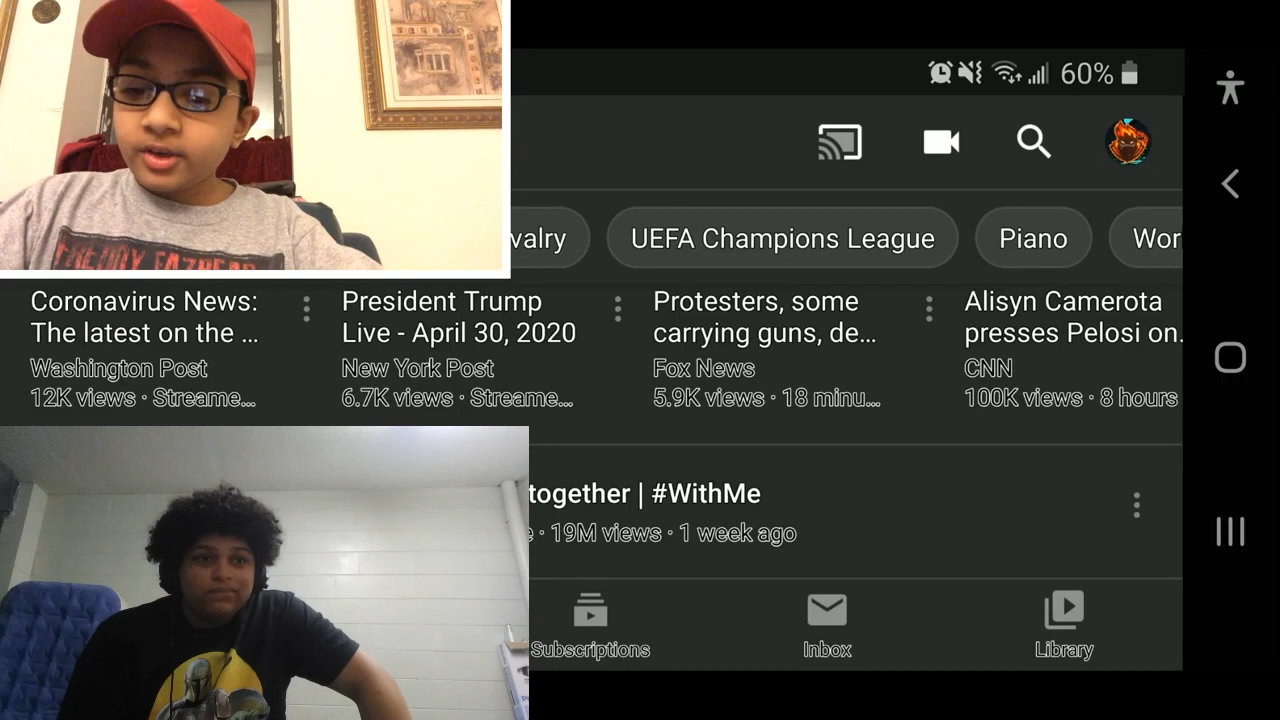 60%
valry
UEFA Champions League
Piano
Wor
FREDDY FAZBEAR
Coronavirus News:
The latest on the ...
Washington Post
12K views · Streame...
President Trump
Live - April 30, 2020
New York Post
6.7K views · Streame...
Protesters, some
carrying guns, de...
Fox News
5.9K views · 18 minu...
Alisyn Camerota
presses Pelosi on.
CNN
100K views · 8 hours
together | #WithMe
e · 19M views · 1 week ago
Subscriptions
Inbox
Library